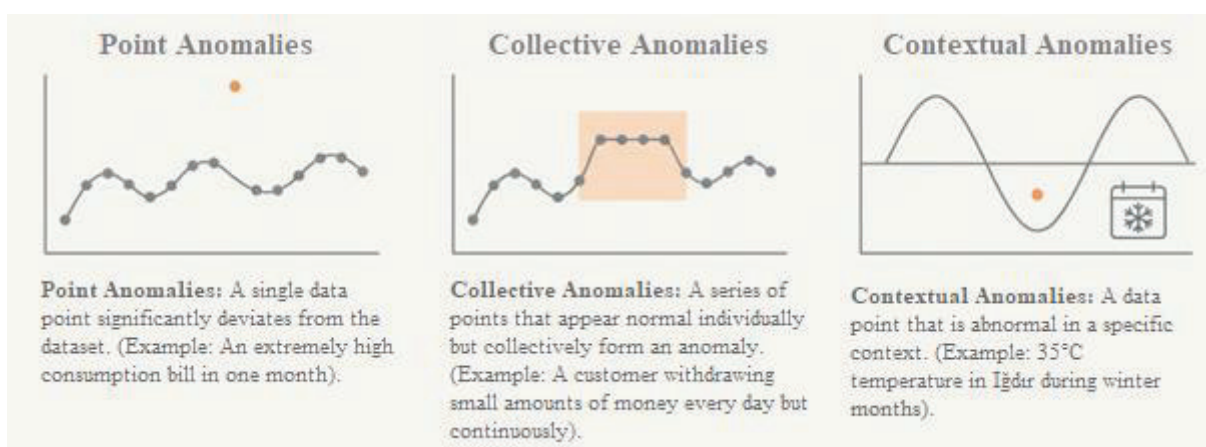 Point Anomalies
Collective Anomalies
Contextual Anomalies
Point Anomalies: A single data
point significantly deviates from the
dataset. (Example: An extremely high
consumption bill in one month).
Collective Anomalies: A series of
points that appear normal individually
but collectively form an anomaly.
(Example: A customer withdrawing
small amounts of money every day but
continuously).
Contextual Anomalies: A data
point that is abnormal in a specific
context. (Example: 35°C
temperature in Iğdır during winter
months).